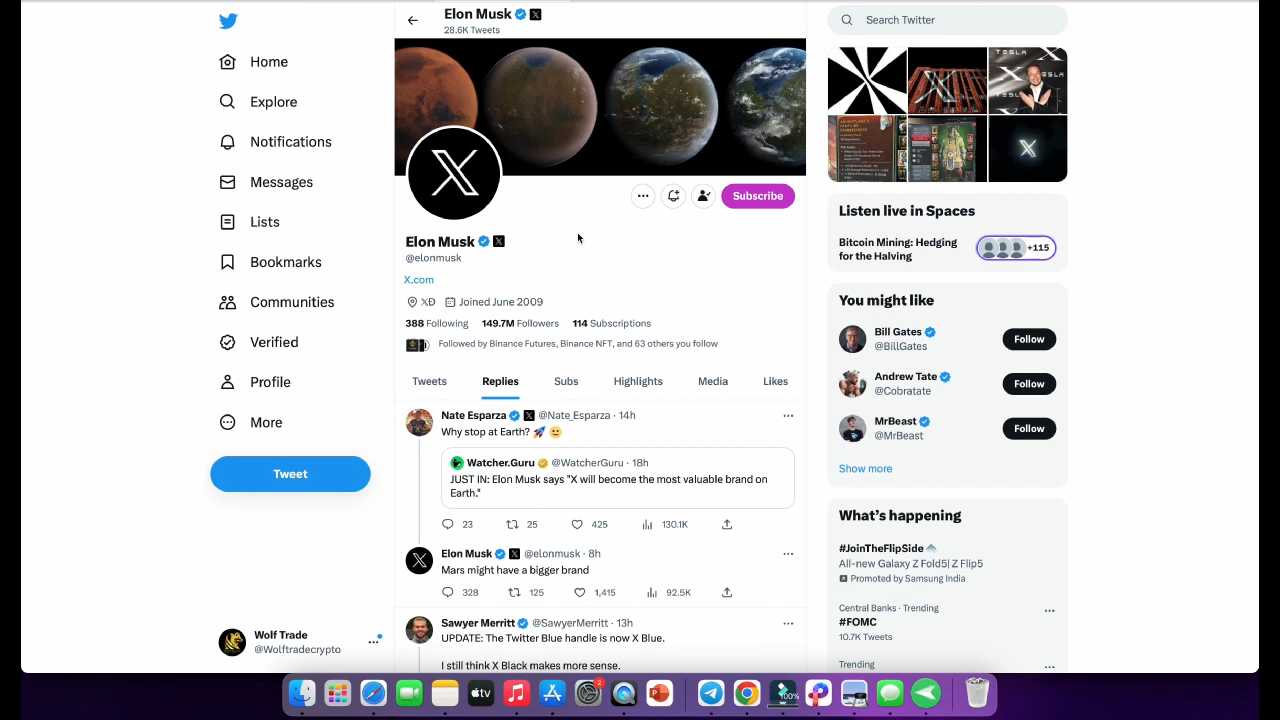 Home
Explore
Notifications
Messages
Lists
Bookmarks
Communities
Verified
Profile
More
Tweet
Wolf Trade
@Wolftradecrypto
Elon Musk
28.6K Tweets
Subscribe
Elon Musk
@elonmusk
X.com
Joined June 2009
388 Following 149.7M Followers 114 Subscriptions
Followed by Binance Futures, Binance NFT, and 63 others you follow
Tweets Replies Subs Highlights Media Likes
Nate Esparza @Nate_Esparza · 14h
Why stop at Earth? 🚀 😀
Watcher.Guru @WatcherGuru · 18h
JUST IN: Elon Musk says "X will become the most valuable brand on
Earth."
23 25 425 130.1K
Elon Musk @elonmusk · 8h
Mars might have a bigger brand
328 125 1,415 92.5K
Sawyer Merritt @SawyerMerritt · 13h
UPDATE: The Twitter Blue handle is now X Blue.
I still think X Black makes more sense.
Search Twitter
TESLA
Listen live in Spaces
Bitcoin Mining: Hedging
for the Halving
+115
You might like
Bill Gates
@BillGates
Follow
Andrew Tate
@Cobratate
Follow
MrBeast
@MrBeast
Follow
Show more
What's happening
#JoinTheFlipSide
All-new Galaxy Z Fold5| Z Flip5
Promoted by Samsung India
Central Banks · Trending
#FOMC
10.7K Tweets
Trending
tv
2
100%